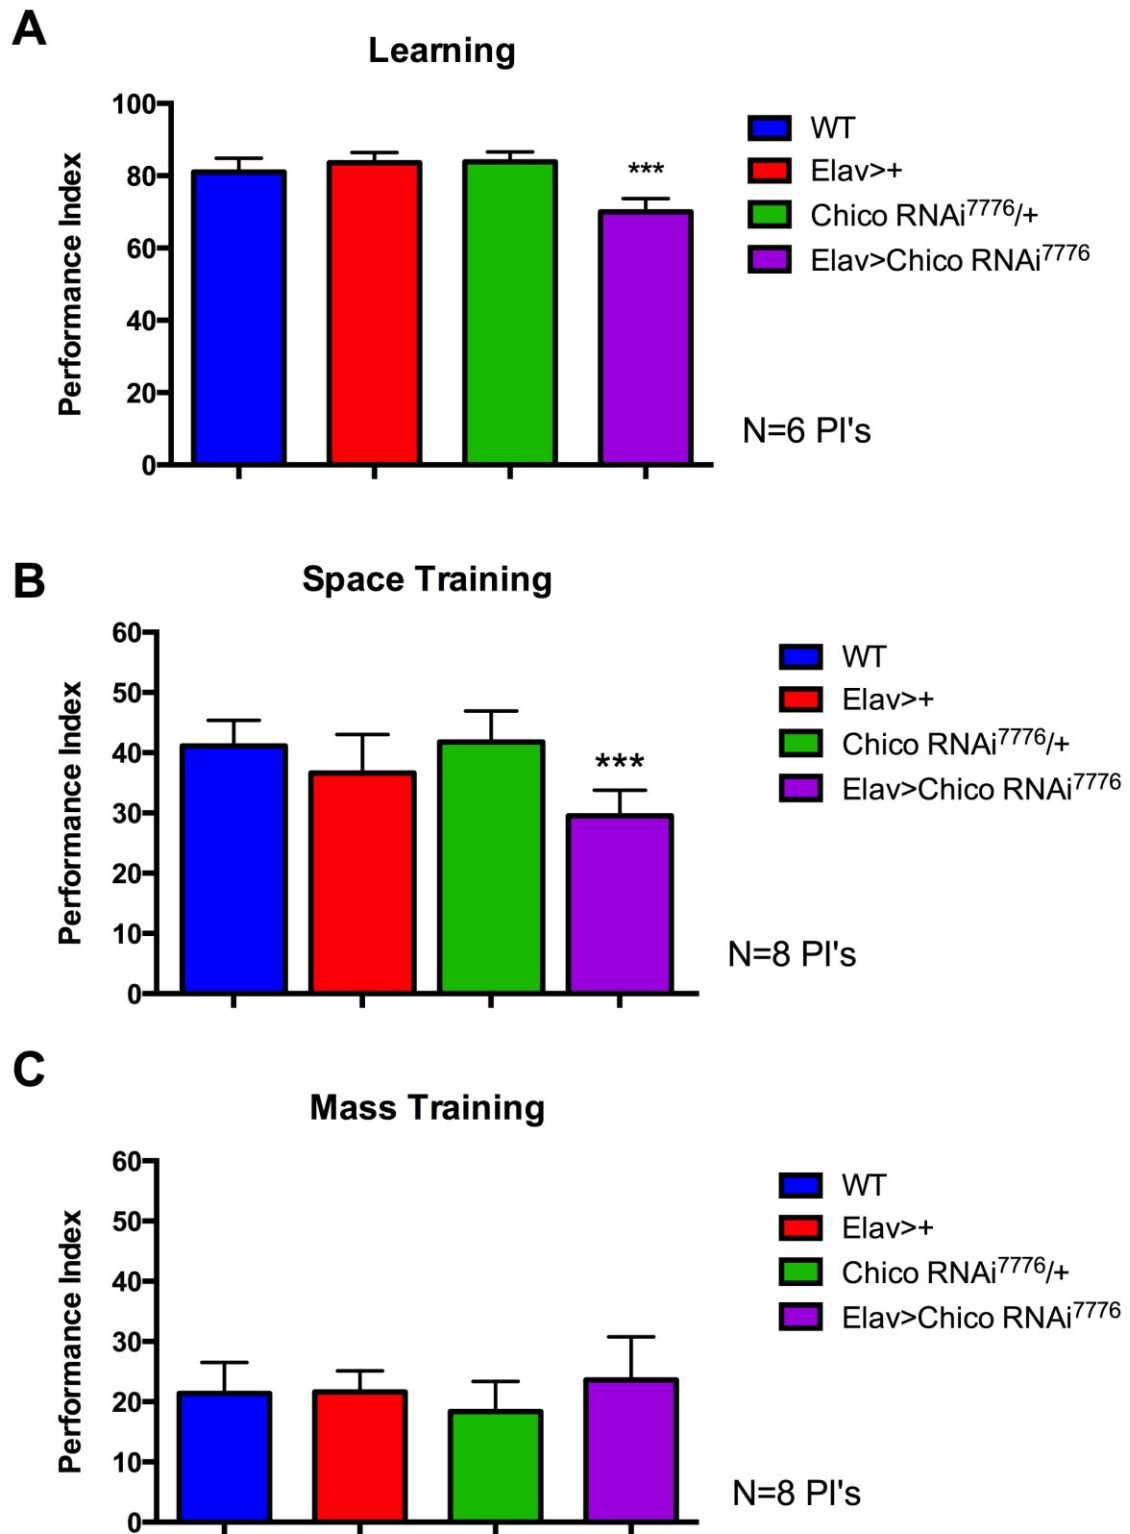 A
Learning
Performance Index
100
80
60
40
20
0
***
WT
Elav>+
Chico RNAi⁷⁷⁷⁶/+
Elav>Chico RNAi⁷⁷⁷⁶
N=6 PI's
B
Space Training
Performance Index
60
50
40
30
20
10
0
***
WT
Elav>+
Chico RNAi⁷⁷⁷⁶/+
Elav>Chico RNAi⁷⁷⁷⁶
N=8 PI's
C
Mass Training
Performance Index
60
50
40
30
20
10
0
WT
Elav>+
Chico RNAi⁷⁷⁷⁶/+
Elav>Chico RNAi⁷⁷⁷⁶
N=8 PI's